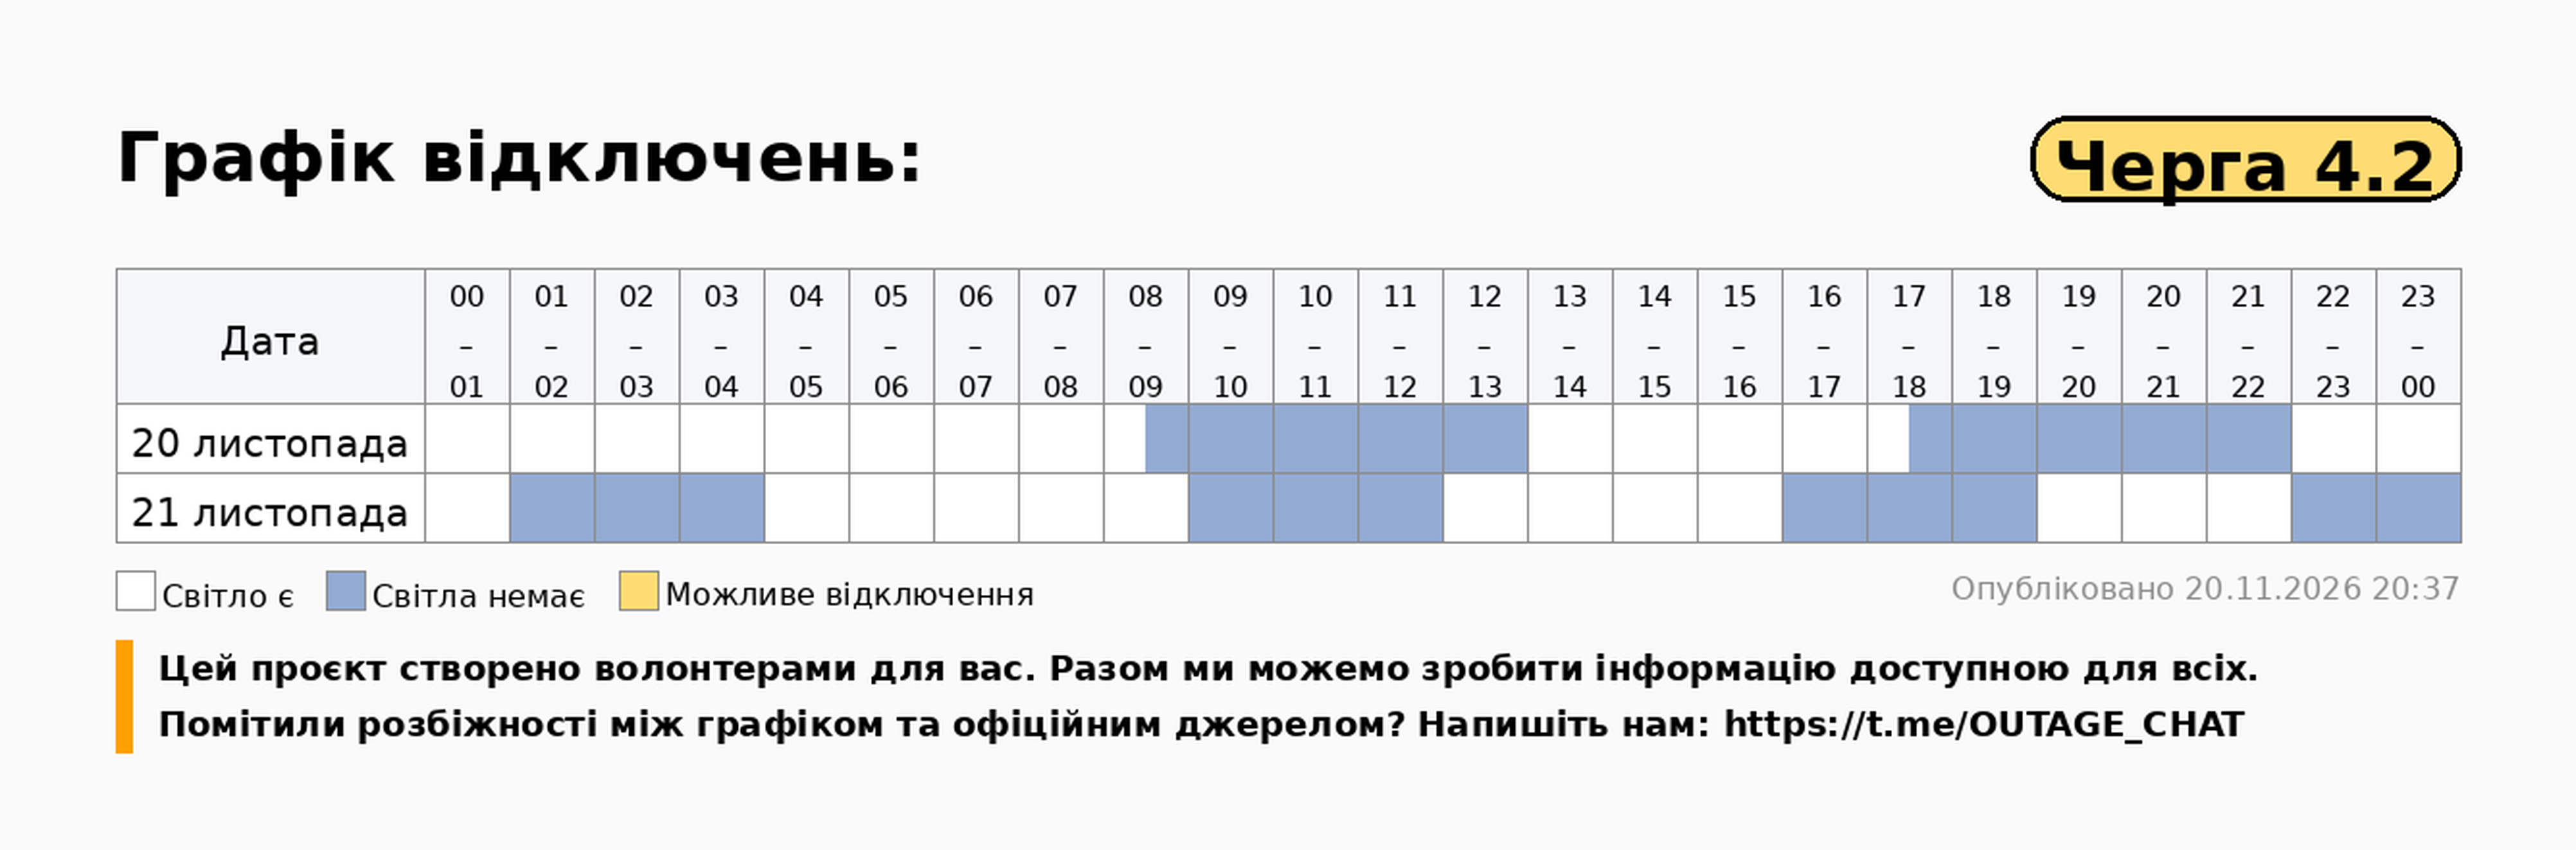 Графік відключень:
Черга 4.2
Дата 00 – 01 01 – 02 02 – 03 03 – 04 04 – 05 05 – 06 06 – 07 07 – 08 08 – 09 09 – 10 10 – 11 11 – 12 12 – 13 13 – 14 14 – 15 15 – 16 16 – 17 17 – 18 18 – 19 19 – 20 20 – 21 21 – 22 22 – 23 23 – 00
20 листопада
21 листопада
Світло є Світла немає Можливе відключення
Опубліковано 20.11.2026 20:37
Цей проєкт створено волонтерами для вас. Разом ми можемо зробити інформацію доступною для всіх.
Помітили розбіжності між графіком та офіційним джерелом? Напишіть нам: https://t.me/OUTAGE_CHAT